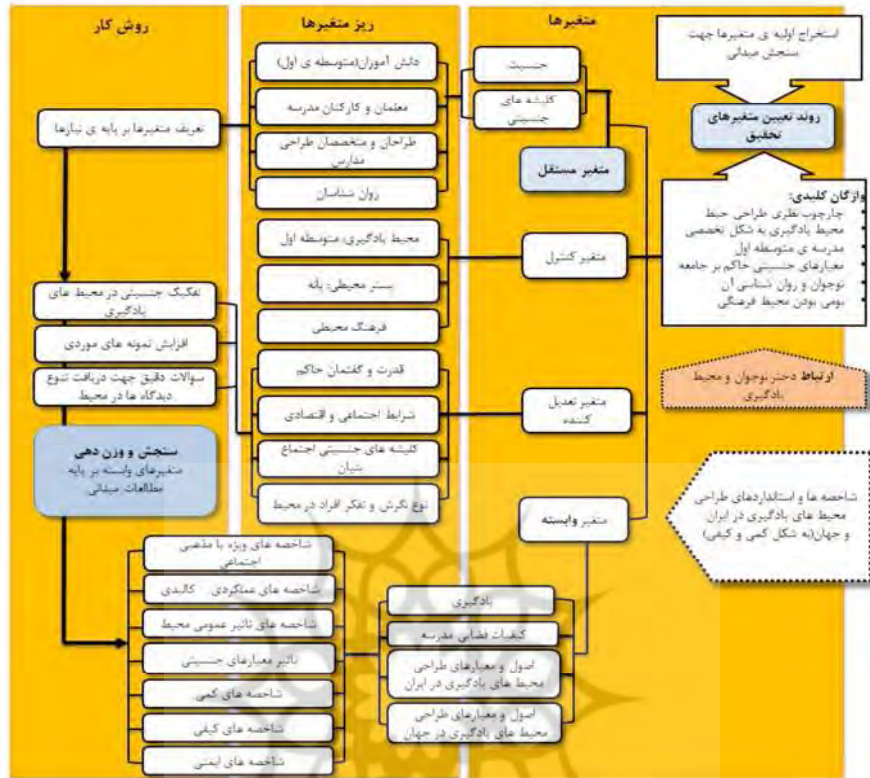 متغیرها
ریز متغیرها
روش کار
استخراج اولیه ی متغیرها جهت
سنجش میدانی
روند تعیین متغیرهای
تحقیق
واژگان کلیدی:
چارچوب نظری طراحی حیط
محیط یادگیری به شکل تخصصی
مدرسه ی متوسطه اول
معیارهای جنسیتی حاکم بر جامعه
نوجوان و روان شناسی آن
بومی بودن محیط فرهنگی
ارتباط دختر نوجوان و محیط
یادگیری
شاخصه ها و استانداردهای طراحی
محیط های یادگیری در ایران
و جهان(به شکل کمی و کیفی)
جنسیت
کلیشه های
جنسیتی
متغیر مستقل
متغیر کنترل
متغیر تعدیل
کننده
متغیر وابسته
یادگیری
کیفیات فضایی مدرسه
اصول و معیارهای طراحی
محیط های یادگیری در ایران
اصول و معیارهای طراحی
محیط های یادگیری در جهان
دانش آموزان(متوسطه ی اول)
معلمان و کارکنان مدرسه
طراحان و متخصصان طراحی
مدارس
روان شناسان
محیط یادگیری: متوسطه اول
بستر محیطی: بانه
فرهنگ محیطی
قدرت و گفتمان حاکم
شرایط اجتماعی و اقتصادی
کلیشه های جنسیتی اجتماع
بنیان
نوع نگرش و تفکر افراد در محیط
تعریف متغیرها بر پایه ی نیازها
تفکیک جنسیتی در محیط های
یادگیری
افزایش نمونه های موردی
سوالات دقیق جهت دریافت تنوع
دیدگاه ها در محیط
سنجش و وزن دهی
متغیرهای وابسته بر پایه
مطالعات میدانی
شاخصه های ویژه با مذهبی
اجتماعی
شاخصه های عملکردی کالبدی
شاخصه های تاثیر عمومی محیط
تاثیر معیارهای جنسیتی
شاخصه های کمی
شاخصه های کیفی
شاخصه های ایمنی